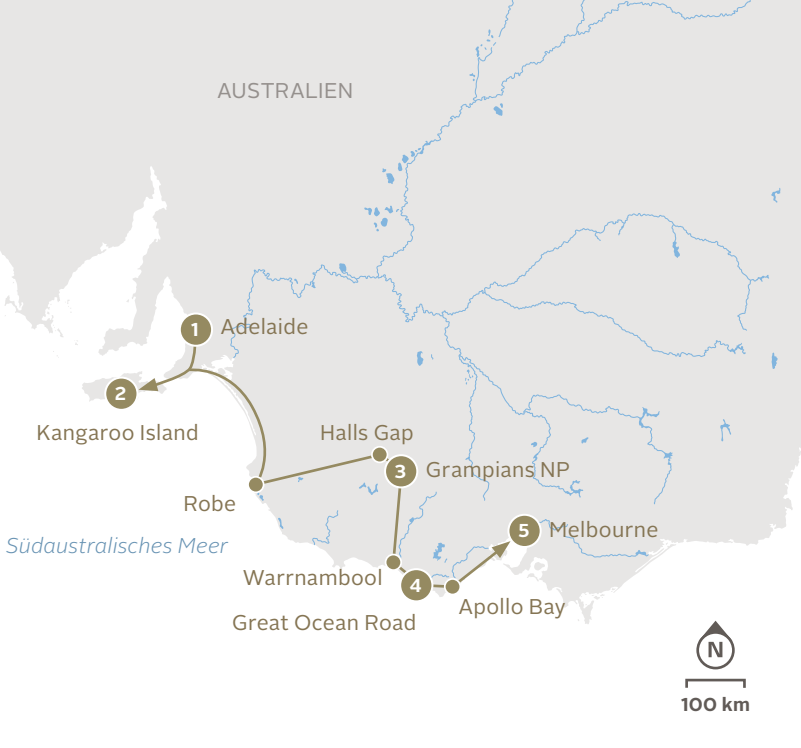 AUSTRALIEN
1
Adelaide
2
Kangaroo Island
Halls Gap
3
Grampians NP
Robe
Südaustralisches Meer
5
Melbourne
Warrnambool
4
Apollo Bay
Great Ocean Road
N
100 km